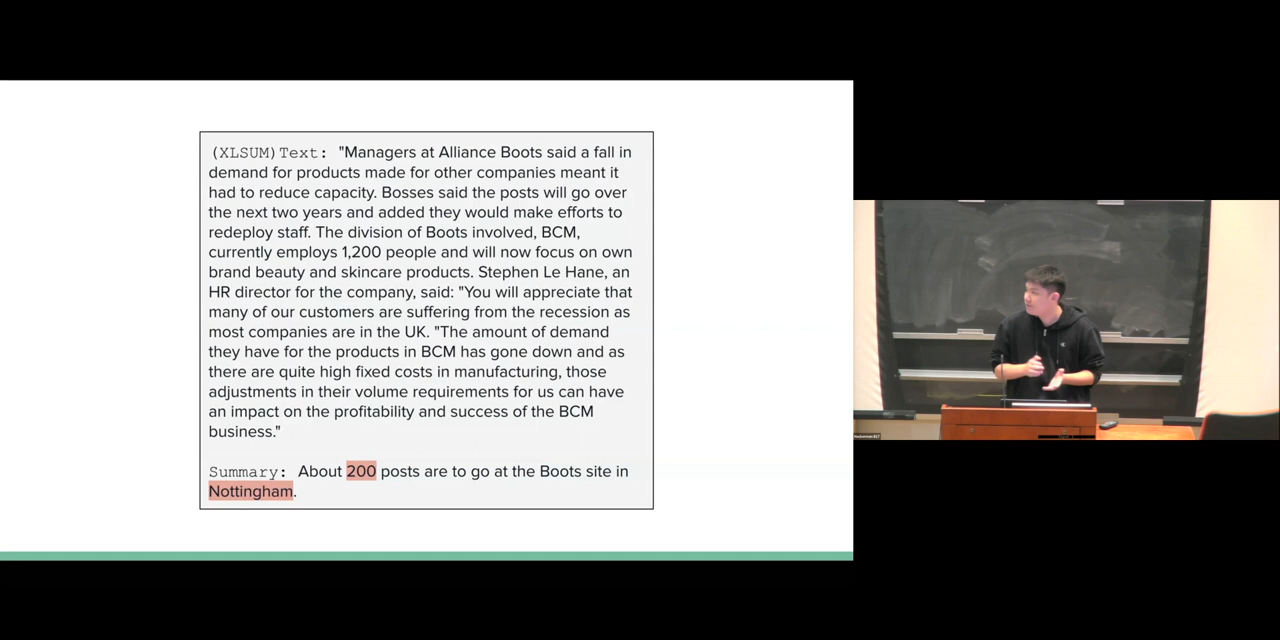 (XLSUM)Text: "Managers at Alliance Boots said a fall in
demand for products made for other companies meant it
had to reduce capacity. Bosses said the posts will go over
the next two years and added they would make efforts to
redeploy staff. The division of Boots involved, BCM,
currently employs 1,200 people and will now focus on own
brand beauty and skincare products. Stephen Le Hane, an
HR director for the company, said: "You will appreciate that
many of our customers are suffering from the recession as
most companies are in the UK. "The amount of demand
they have for the products in BCM has gone down and as
there are quite high fixed costs in manufacturing, those
adjustments in their volume requirements for us can have
an impact on the profitability and success of the BCM
business."
Summary: About 200 posts are to go at the Boots site in
Nottingham.